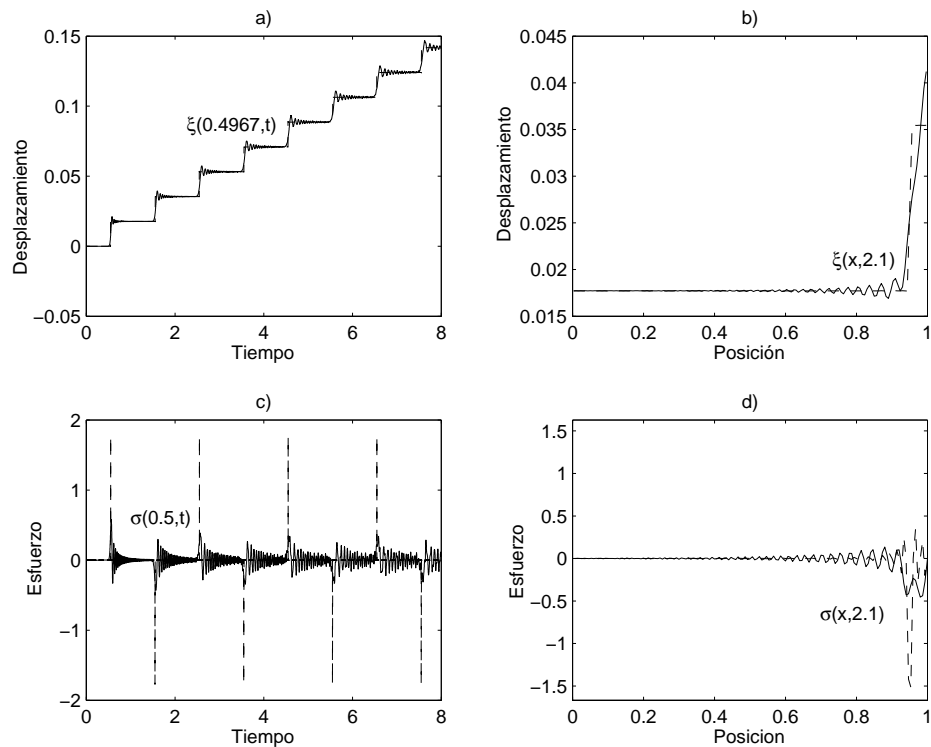 a)
0.15
0.1
0.05
0
−0.05
0 2 4 6 8
Desplazamiento
Tiempo
ξ(0.4967,t)
b)
0.045
0.04
0.035
0.03
0.025
0.02
0.015
0 0.2 0.4 0.6 0.8 1
Desplazamiento
Posición
ξ(x,2.1)
c)
2
1
0
−1
−2
0 2 4 6 8
Esfuerzo
Tiempo
σ(0.5,t)
d)
1.5
1
0.5
0
−0.5
−1
−1.5
0 0.2 0.4 0.6 0.8 1
Esfuerzo
Posicion
σ(x,2.1)